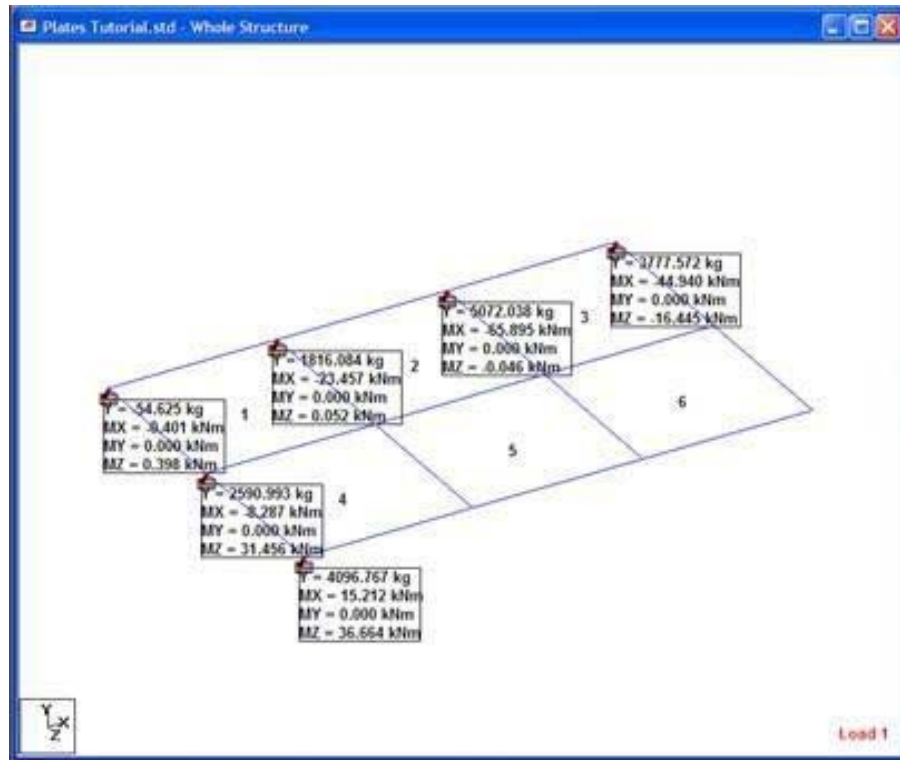 Plates Tutorial.std - Whole Structure
Y = 3777.572 kg
MX = -44.940 kNm
MY = 0.000 kNm
MZ = -16.445 kNm
Y = 5072.038 kg
MX = -65.895 kNm
MY = 0.000 kNm
MZ = -0.046 kNm
3
Y = 1816.084 kg
MX = -23.457 kNm
MY = 0.000 kNm
MZ = 0.052 kNm
2
Y = -54.625 kg
MX = -0.401 kNm
MY = 0.000 kNm
MZ = 0.398 kNm
1
6
5
Y = 2590.993 kg
MX = -8.287 kNm
MY = 0.000 kNm
MZ = 31.456 kNm
4
Y = 4096.767 kg
MX = 15.212 kNm
MY = 0.000 kNm
MZ = 36.664 kNm
Y
X
Z
Load 1